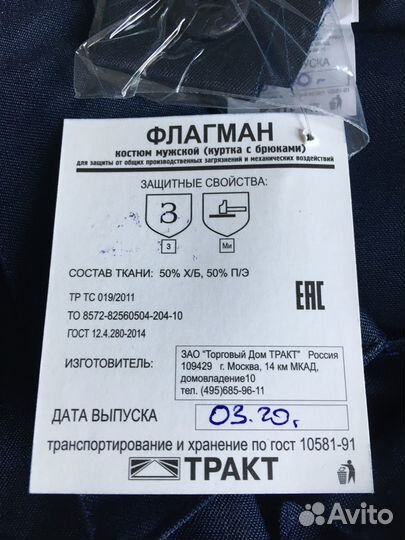 ВЫПУСКА
ФЛАГМАН
костюм мужской (куртка с брюками)
для защиты от общих производственных загрязнений и механических воздействий
ЗАЩИТНЫЕ СВОЙСТВА:
З
З
Ми
СОСТАВ ТКАНИ: 50% Х/Б, 50% П/Э
ТР ТС 019/2011
EAC
ТО 8572-82560504-204-10
ГОСТ 12.4.280-2014
ИЗГОТОВИТЕЛЬ:
ЗАО "Торговый Дом ТРАКТ" Россия
109429 г. Москва, 14 км МКАД,
домовладение10
тел. (495)685-96-11
ДАТА ВЫПУСКА
03.20г.
транспортирование и хранение по гост 10581-91
ТРАКТ
Avito